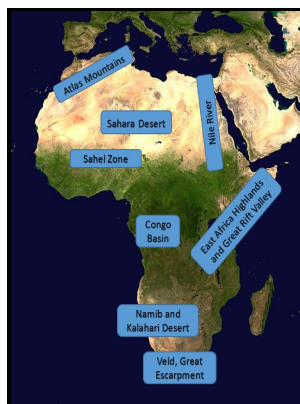 Atlas Mountains
Nile River
Sahara Desert
Sahel Zone
East Africa Highlands
and Great Rift Valley
Congo
Basin
Namib and
Kalahari Desert
Veld, Great
Escarpment